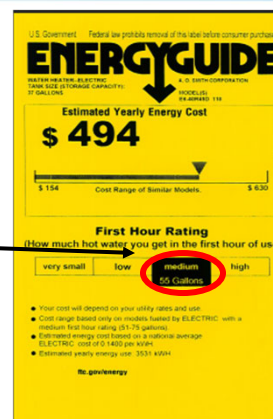 U.S. Government Federal law prohibits removal of this label before consumer purchase
ENERGYGUIDE
WATER HEATER-ELECTRIC
TANK SIZE (STORAGE CAPACITY):
37 GALLONS
A. O. SMITH CORPORATION
MODEL(S)
Estimated Yearly Energy Cost
$ 494
$ 154 Cost Range of Similar Models. $ 630
First Hour Rating
(How much hot water you get in the first hour of us
very small low medium high
55 Gallons
• Your cost will depend on your utility rates and use
• Cost range based only on models fueled by ELECTRIC with a
medium first hour rating (51-75 gallons).
• Estimated energy cost based on a national average
ELECTRIC cost of 0.1400 per kWH
• Estimated yearly energy use: 3531 kWH
ftc.gov/energy